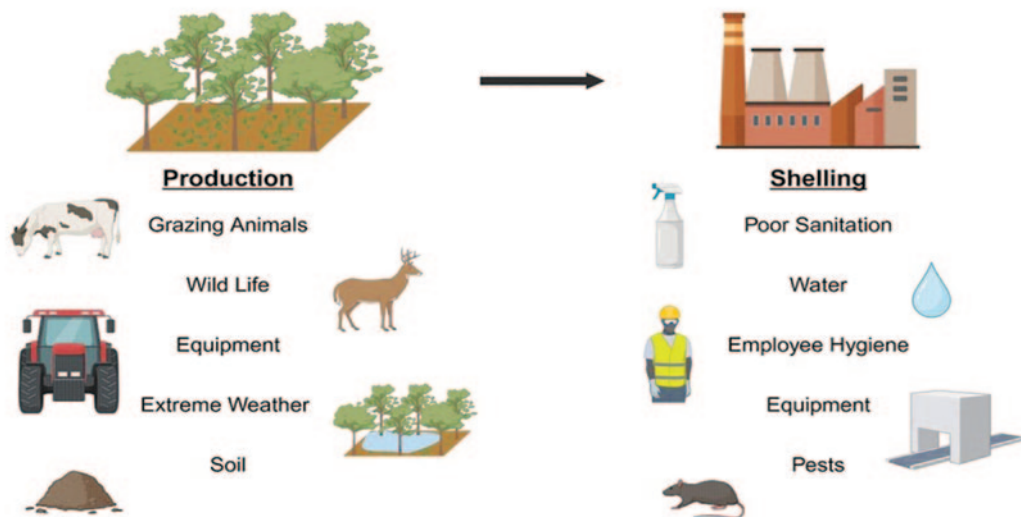 Production
Grazing Animals
Wild Life
Equipment
Extreme Weather
Soil
Shelling
Poor Sanitation
Water
Employee Hygiene
Equipment
Pests